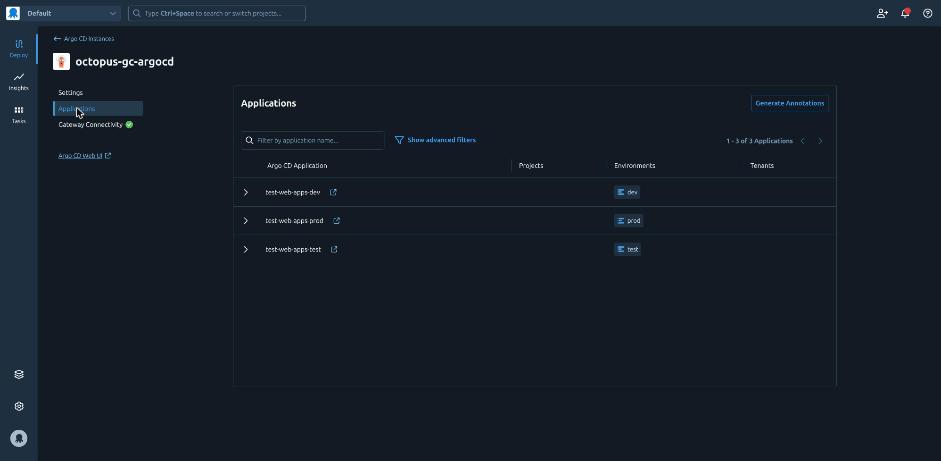 Default
Type Ctrl+Space to search or switch projects...
Deploy
Insights
Tasks
← Argo CD Instances
octopus-gc-argocd
Settings
Applications
Gateway Connectivity
Argo CD Web UI
Applications
Generate Annotations
Filter by application name...
Show advanced filters
1 - 3 of 3 Applications
Argo CD Application Projects Environments Tenants
test-web-apps-dev dev
test-web-apps-prod prod
test-web-apps-test test